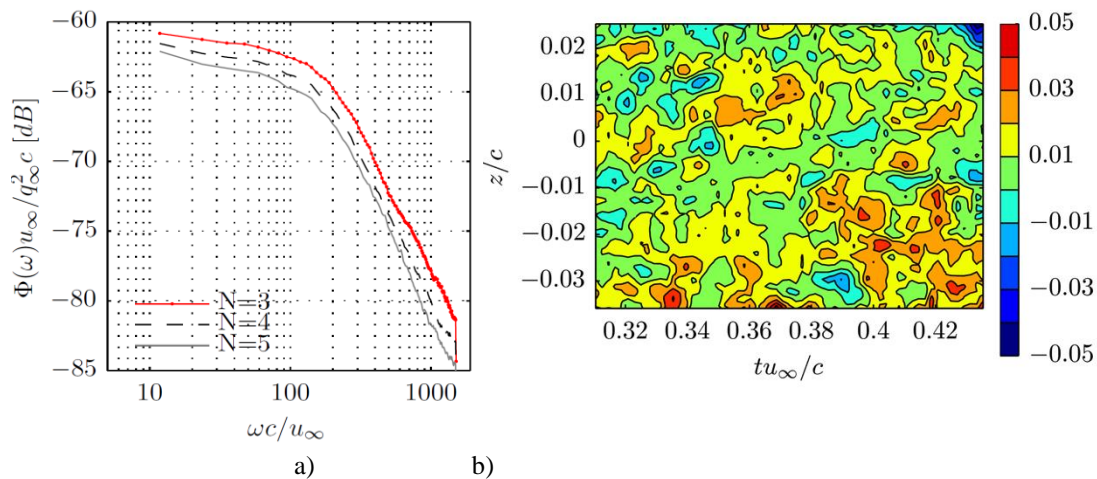 −60
−65
−70
−75
−80
−85
Φ(ω)u∞/q²∞c [dB]
N=3
N=4
N=5
10 100 1000
ωc/u∞
a)
0.02
0.01
0
−0.01
−0.02
−0.03
z/c
0.32 0.34 0.36 0.38 0.4 0.42
tu∞/c
0.05
0.03
0.01
−0.01
−0.03
−0.05
b)